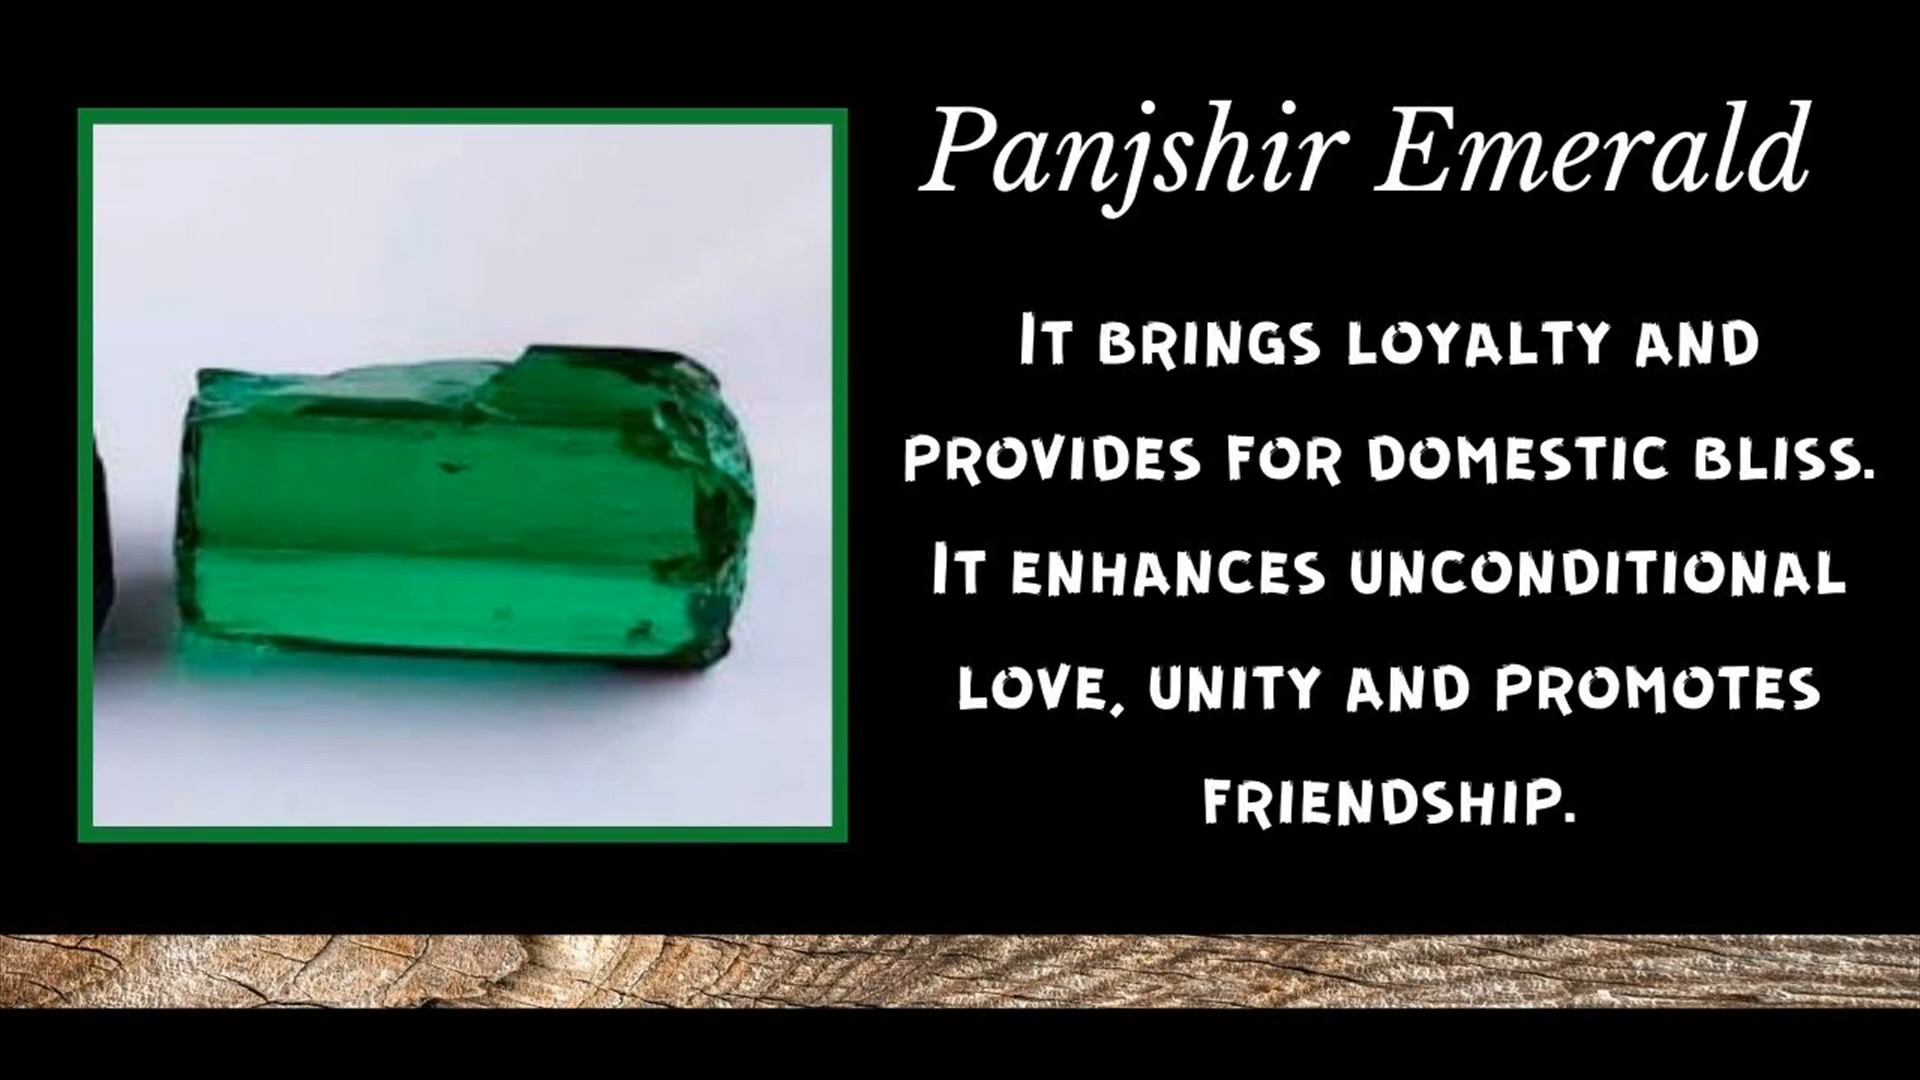 Panjshir Emerald
It brings loyalty and
provides for domestic bliss.
It enhances unconditional
love, unity and promotes
friendship.